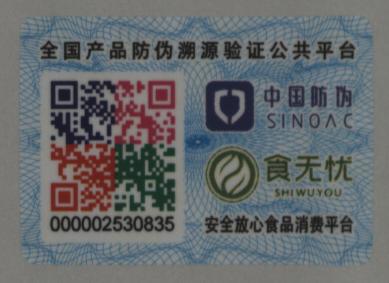 全国产品防伪溯源验证公共平台
中国防伪
SINOAC
食无忧
SHIWUYOU
000002530835
安全放心食品消费平台